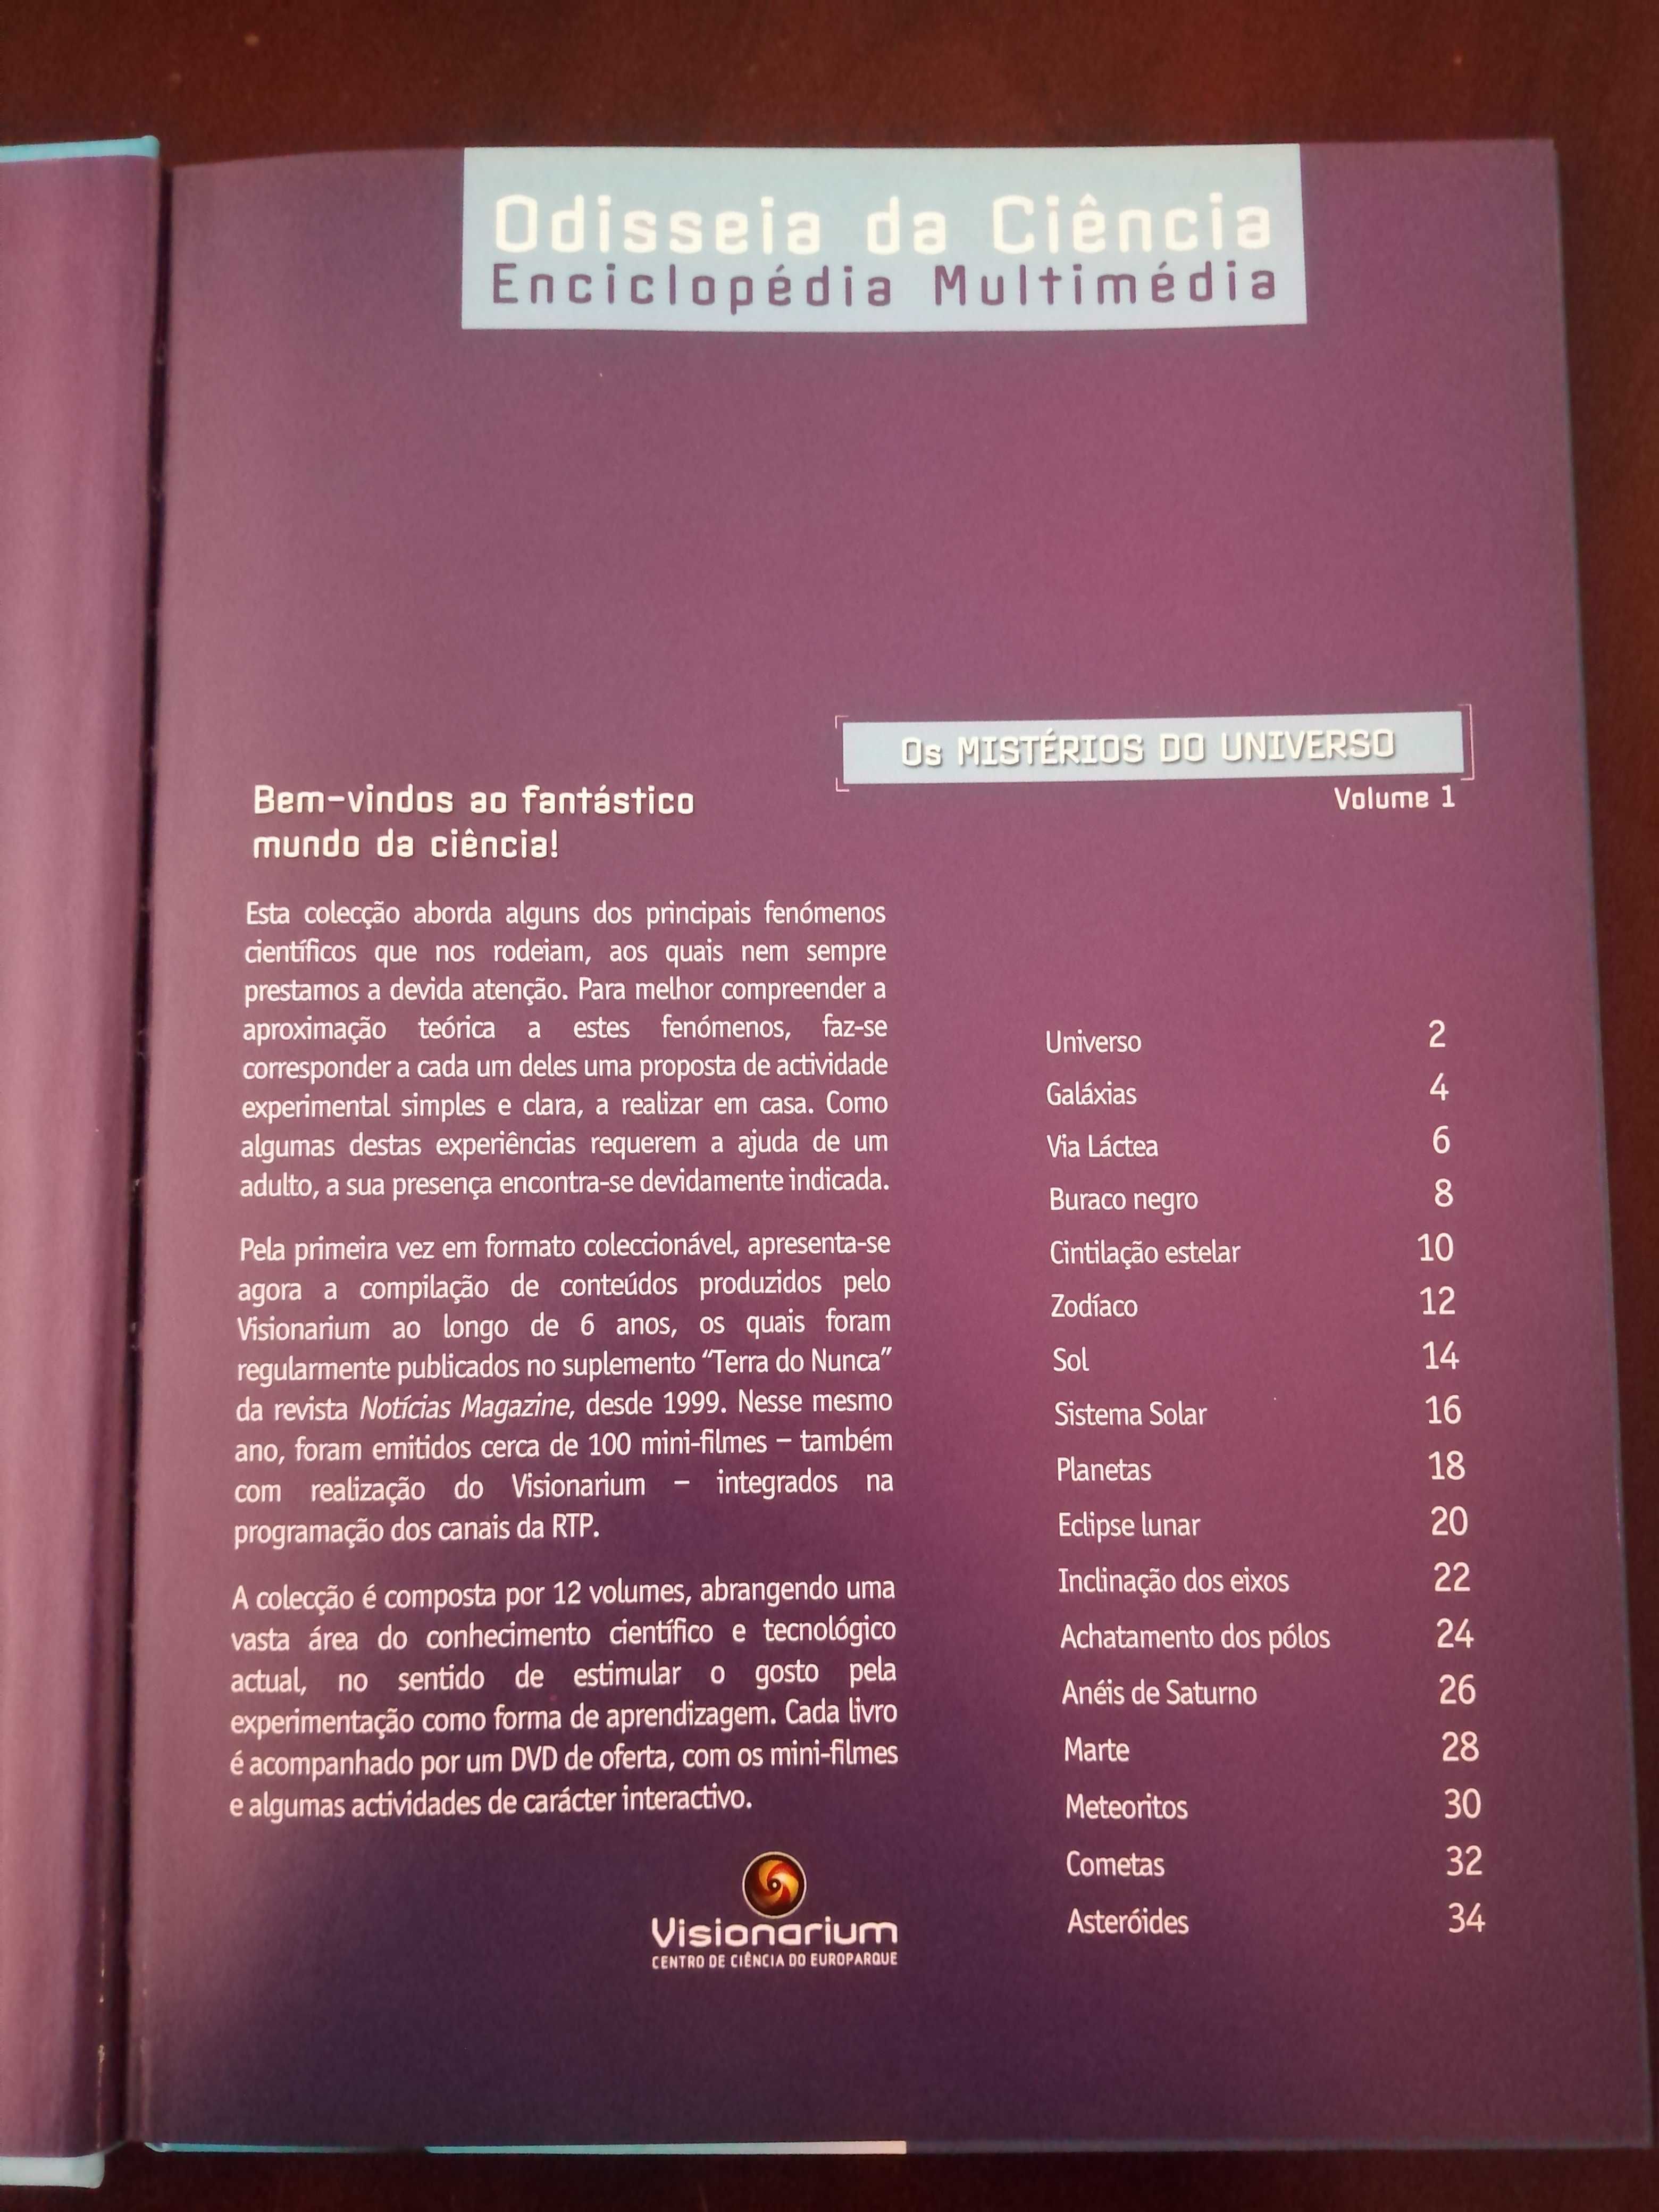 Odisseia da Ciência
Enciclopédia Multimédia
Os MISTÉRIOS DO UNIVERSO
Volume 1
Bem-vindos ao fantástico
mundo da ciência!
Esta colecção aborda alguns dos principais fenómenos
científicos que nos rodeiam, aos quais nem sempre
prestamos a devida atenção. Para melhor compreender a
aproximação teórica a estes fenómenos, faz-se
corresponder a cada um deles uma proposta de actividade
experimental simples e clara, a realizar em casa. Como
algumas destas experiências requerem a ajuda de um
adulto, a sua presença encontra-se devidamente indicada.
Pela primeira vez em formato coleccionável, apresenta-se
agora a compilação de conteúdos produzidos pelo
Visionarium ao longo de 6 anos, os quais foram
regularmente publicados no suplemento “Terra do Nunca”
da revista Notícias Magazine, desde 1999. Nesse mesmo
ano, foram emitidos cerca de 100 mini-filmes – também
com realização do Visionarium – integrados na
programação dos canais da RTP.
A colecção é composta por 12 volumes, abrangendo uma
vasta área do conhecimento científico e tecnológico
actual, no sentido de estimular o gosto pela
experimentação como forma de aprendizagem. Cada livro
é acompanhado por um DVD de oferta, com os mini-filmes
e algumas actividades de carácter interactivo.
Visionarium
CENTRO DE CIÊNCIA DO EUROPARQUE
Universo 2
Galáxias 4
Via Láctea 6
Buraco negro 8
Cintilação estelar 10
Zodíaco 12
Sol 14
Sistema Solar 16
Planetas 18
Eclipse lunar 20
Inclinação dos eixos 22
Achatamento dos pólos 24
Anéis de Saturno 26
Marte 28
Meteoritos 30
Cometas 32
Asteróides 34